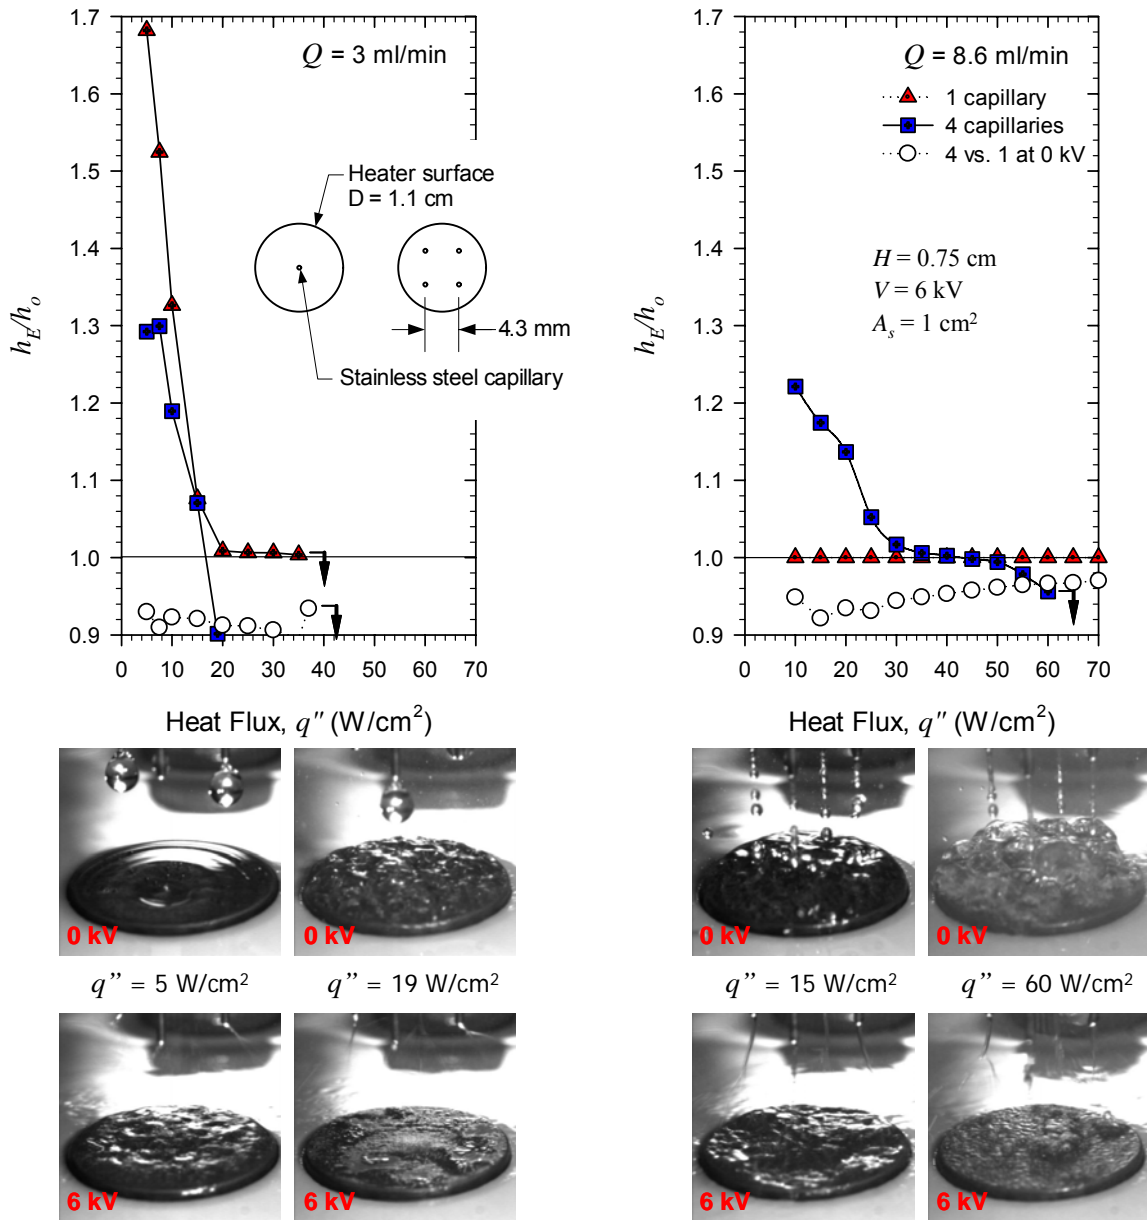 1.7
1.6
1.5
1.4
1.3
1.2
1.1
1.0
0.9
h_E/h_o
Q = 3 ml/min
Heater surface
D = 1.1 cm
4.3 mm
Stainless steel capillary
0 10 20 30 40 50 60 70
Heat Flux, q" (W/cm²)
1.7
1.6
1.5
1.4
1.3
1.2
1.1
1.0
0.9
h_E/h_o
Q = 8.6 ml/min
1 capillary
4 capillaries
4 vs. 1 at 0 kV
H = 0.75 cm
V = 6 kV
A_s = 1 cm²
0 10 20 30 40 50 60 70
Heat Flux, q" (W/cm²)
0 kV
0 kV
0 kV
0 kV
q” = 5 W/cm²
q” = 19 W/cm²
q” = 15 W/cm²
q” = 60 W/cm²
6 kV
6 kV
6 kV
6 kV